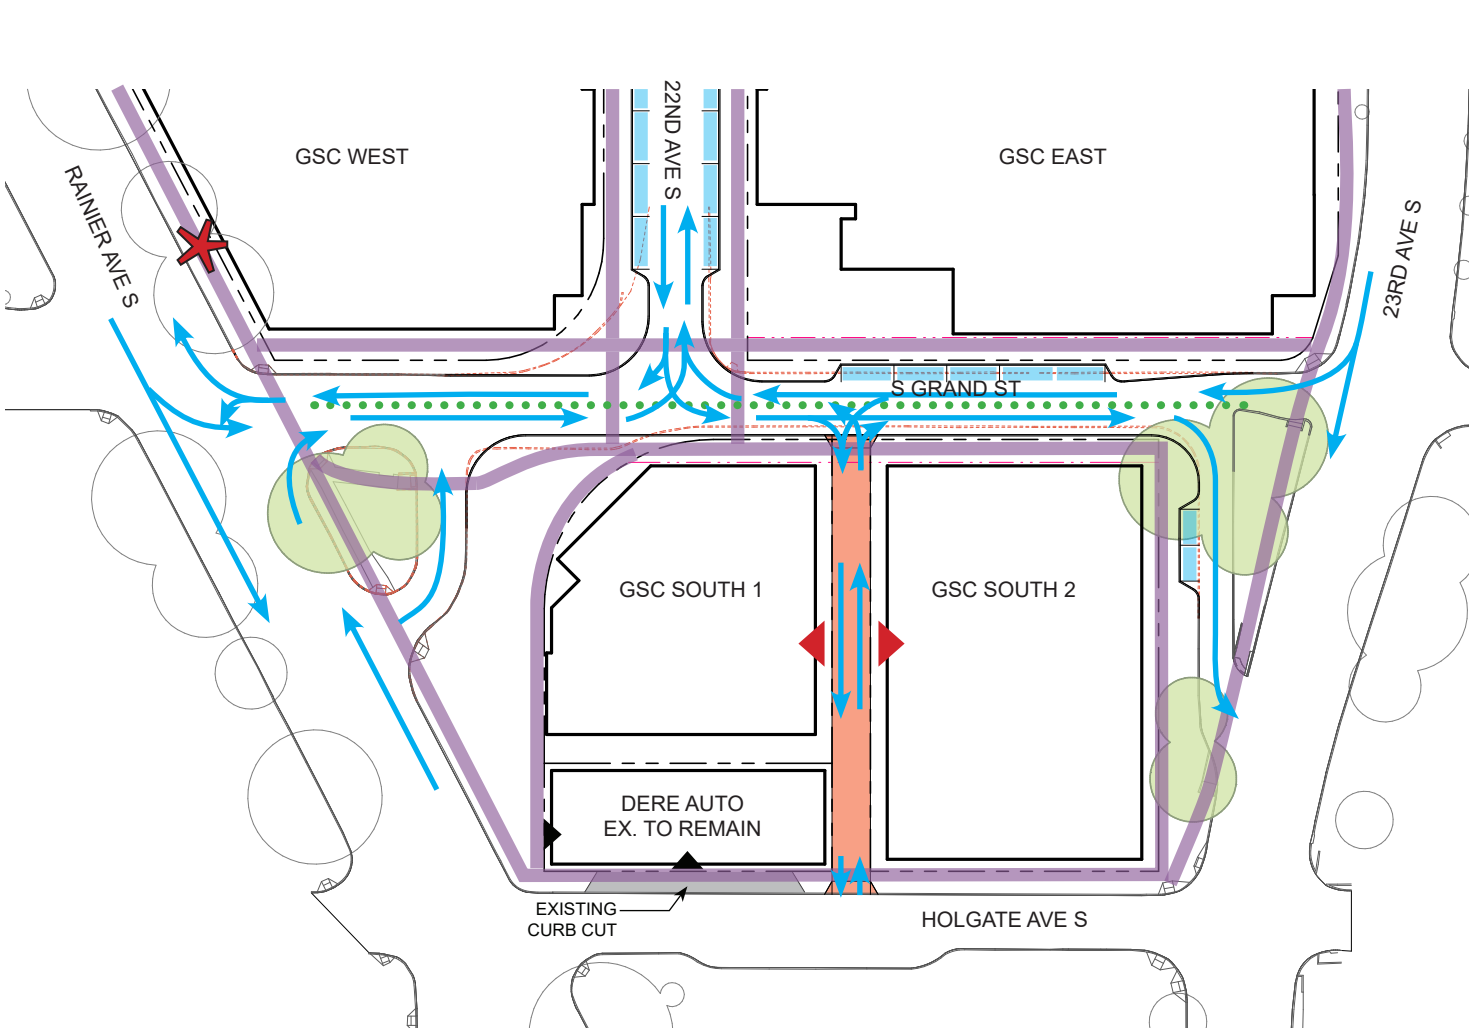 22ND AVE S
GSC WEST
GSC EAST
RAINIER AVE S
23RD AVE S
S GRAND ST
GSC SOUTH 1
GSC SOUTH 2
DERE AUTO
EX. TO REMAIN
EXISTING
CURB CUT
HOLGATE AVE S